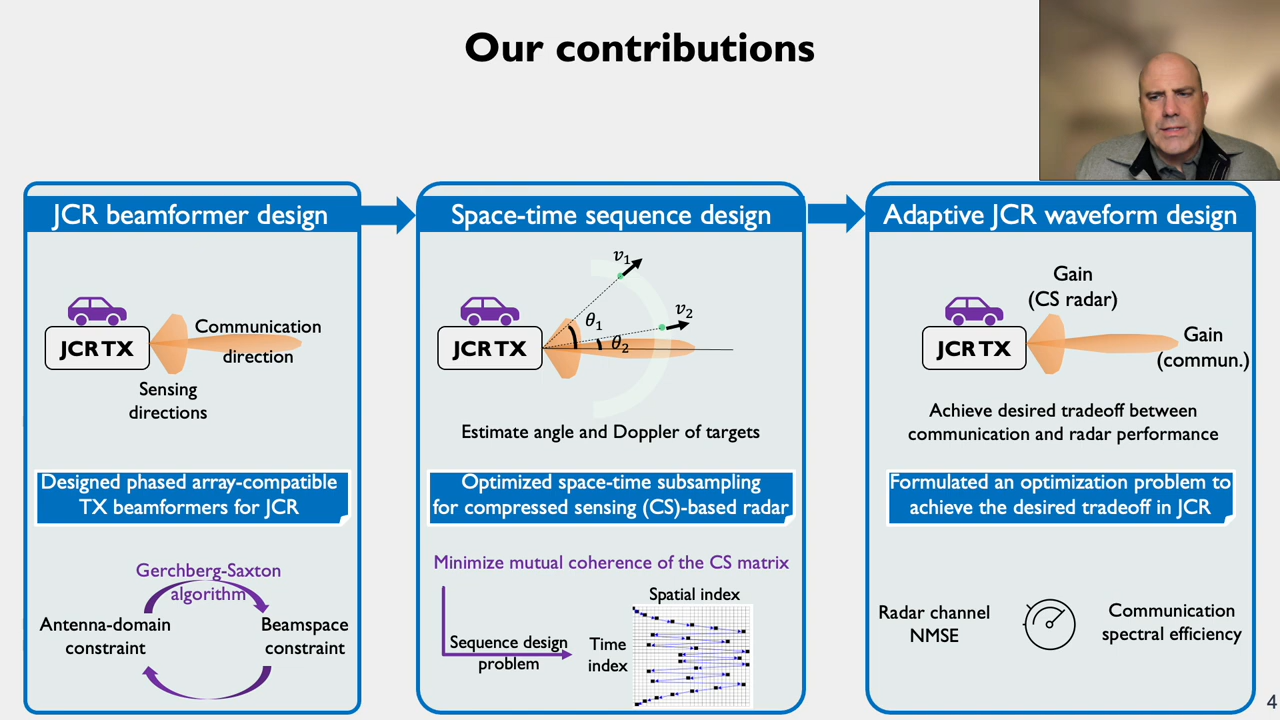 Our contributions
JCR beamformer design
JCR TX
Communication
direction
Sensing
directions
Designed phased array-compatible
TX beamformers for JCR
Gerchberg-Saxton
algorithm
Antenna-domain
constraint
Beamspace
constraint
Space-time sequence design
JCR TX
v₁
v₂
θ₁
θ₂
Estimate angle and Doppler of targets
Optimized space-time subsampling
for compressed sensing (CS)-based radar
Minimize mutual coherence of the CS matrix
Sequence design
problem
Spatial index
Time
index
Adaptive JCR waveform design
Gain
(CS radar)
JCR TX
Gain
(commun.)
Achieve desired tradeoff between
communication and radar performance
Formulated an optimization problem to
achieve the desired tradeoff in JCR
Radar channel
NMSE
Communication
spectral efficiency
4